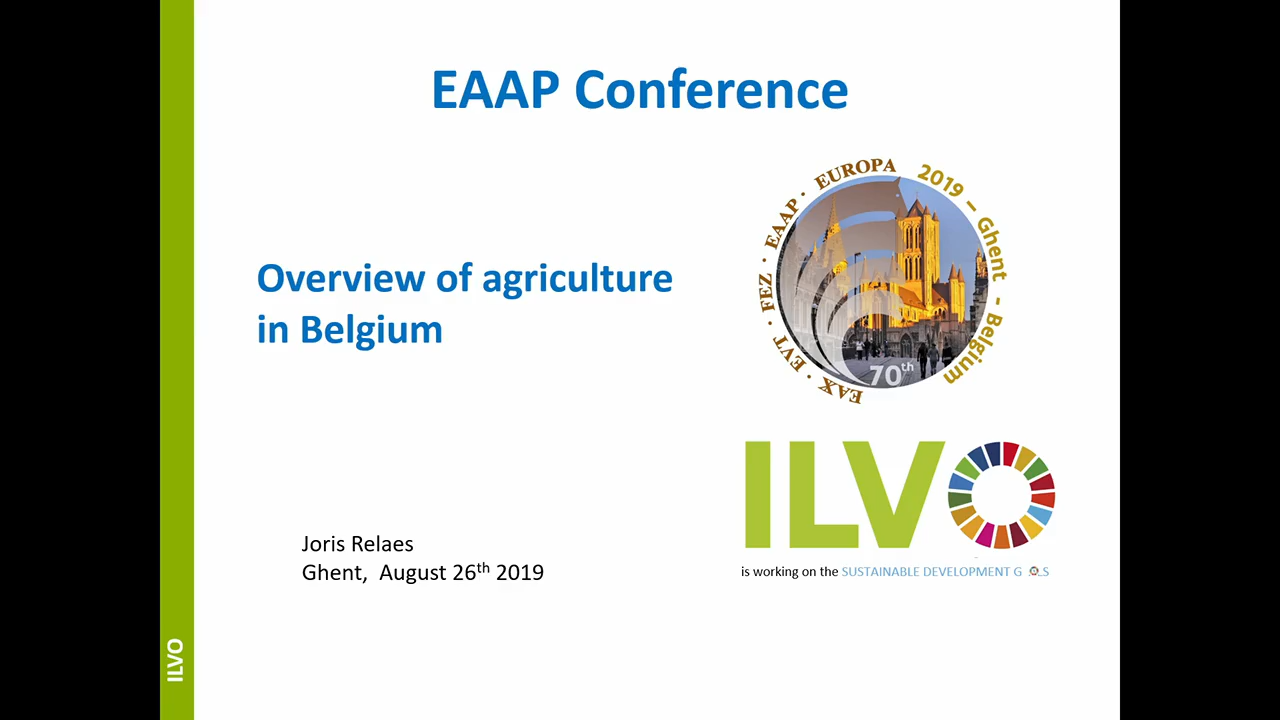 EAAP Conference
EAX · EVT · FEZ · EAAP · EUROPA
2019 – Ghent - Belgium
70th
Overview of agriculture
in Belgium
ILVO
is working on the SUSTAINABLE DEVELOPMENT
Joris Relaes
Ghent, August 26th 2019
ILVO